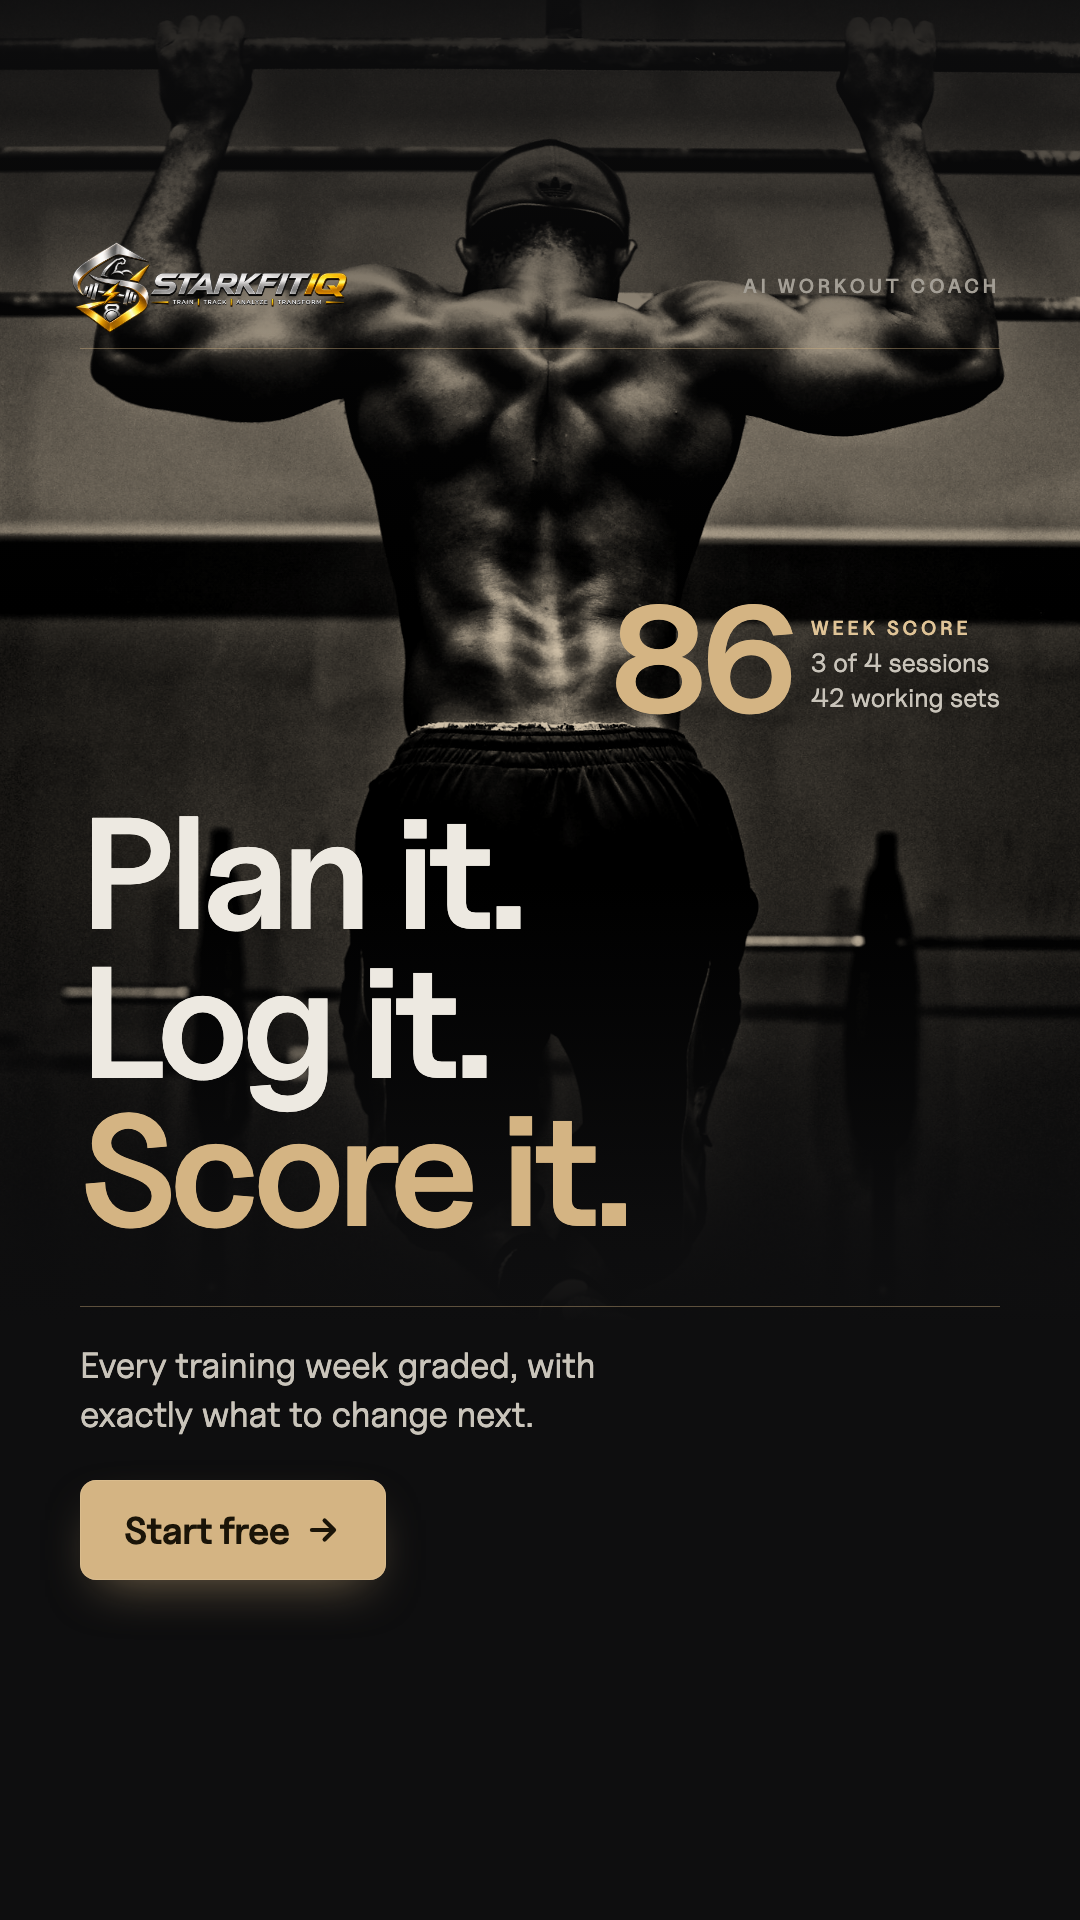 STARKFITIQ
TRAIN | TRACK | ANALYZE | TRANSFORM
AI WORKOUT COACH
86
WEEK SCORE
3 of 4 sessions
42 working sets
Plan it.
Log it.
Score it.
Every training week graded, with
exactly what to change next.
Start free →